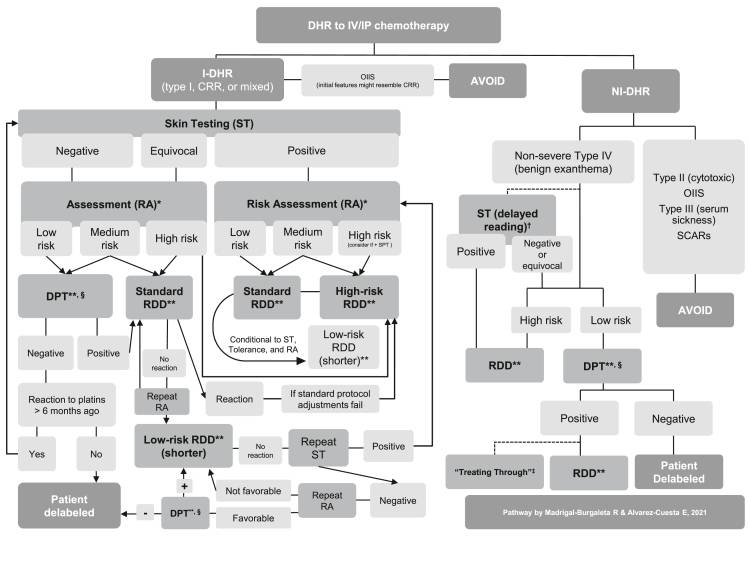 DHR to IV/IP chemotherapy
I-DHR
(type I, CRR, or mixed)
OIIS
(initial features might resemble CRR)
AVOiD
NI-DHR
Skin Testing (ST)
Negative
Equivocal
Positive
Assessment (RA)*
Low
risk
Medium
risk
High risk
Risk Assessment (RA)*
Low
risk
Medium
risk
High risk
(consider if + SPT )
DPT**, §
Standard
RDD**
Standard
RDD**
High-risk
RDD**
Conditional to ST,
Tolerance, and RA
Low-risk
RDD
(shorter)**
Negative
Positive
No
reaction
Repeat
RA
Reaction
If standard protocol
adjustments fail
Reaction to platins
> 6 months ago
Yes
No
Low-risk RDD**
(shorter)
No
reaction
Repeat
ST
Positive
Patient
delabeled
-
+
DPT**, §
Not favorable
Favorable
Repeat
RA
Negative
Non-severe Type IV
(benign exanthema)
Type II (cytotoxic)
OIIS
Type III (serum
sickness)
SCARs
AVOID
ST (delayed
reading)†
Positive
Negative
or
equivocal
High risk
Low risk
RDD**
DPT**, §
Positive
Negative
“Treating Through”‡
RDD**
Patient
Delabeled
Pathway by Madrigal-Burgaleta R & Alvarez-Cuesta E, 2021